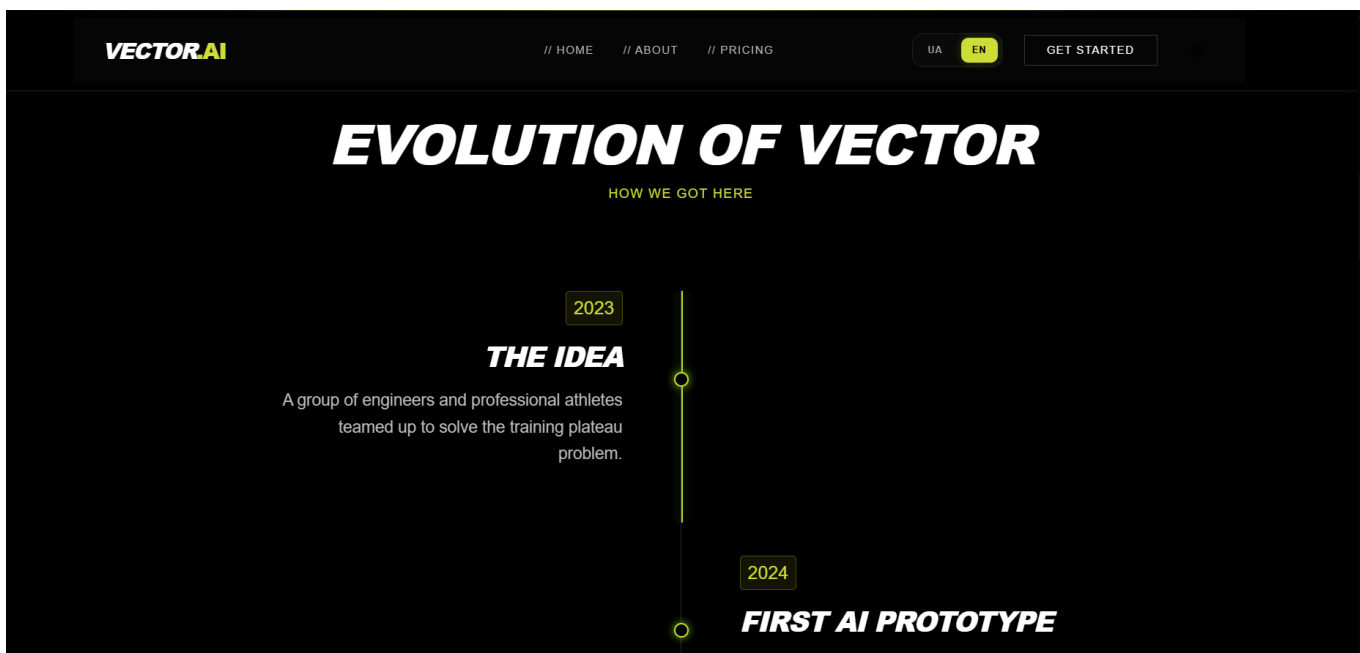 VECTOR.AI
// HOME
// ABOUT
// PRICING
UA
EN
GET STARTED
EVOLUTION OF VECTOR
HOW WE GOT HERE
2023
THE IDEA
A group of engineers and professional athletes
teamed up to solve the training plateau
problem.
2024
FIRST AI PROTOTYPE